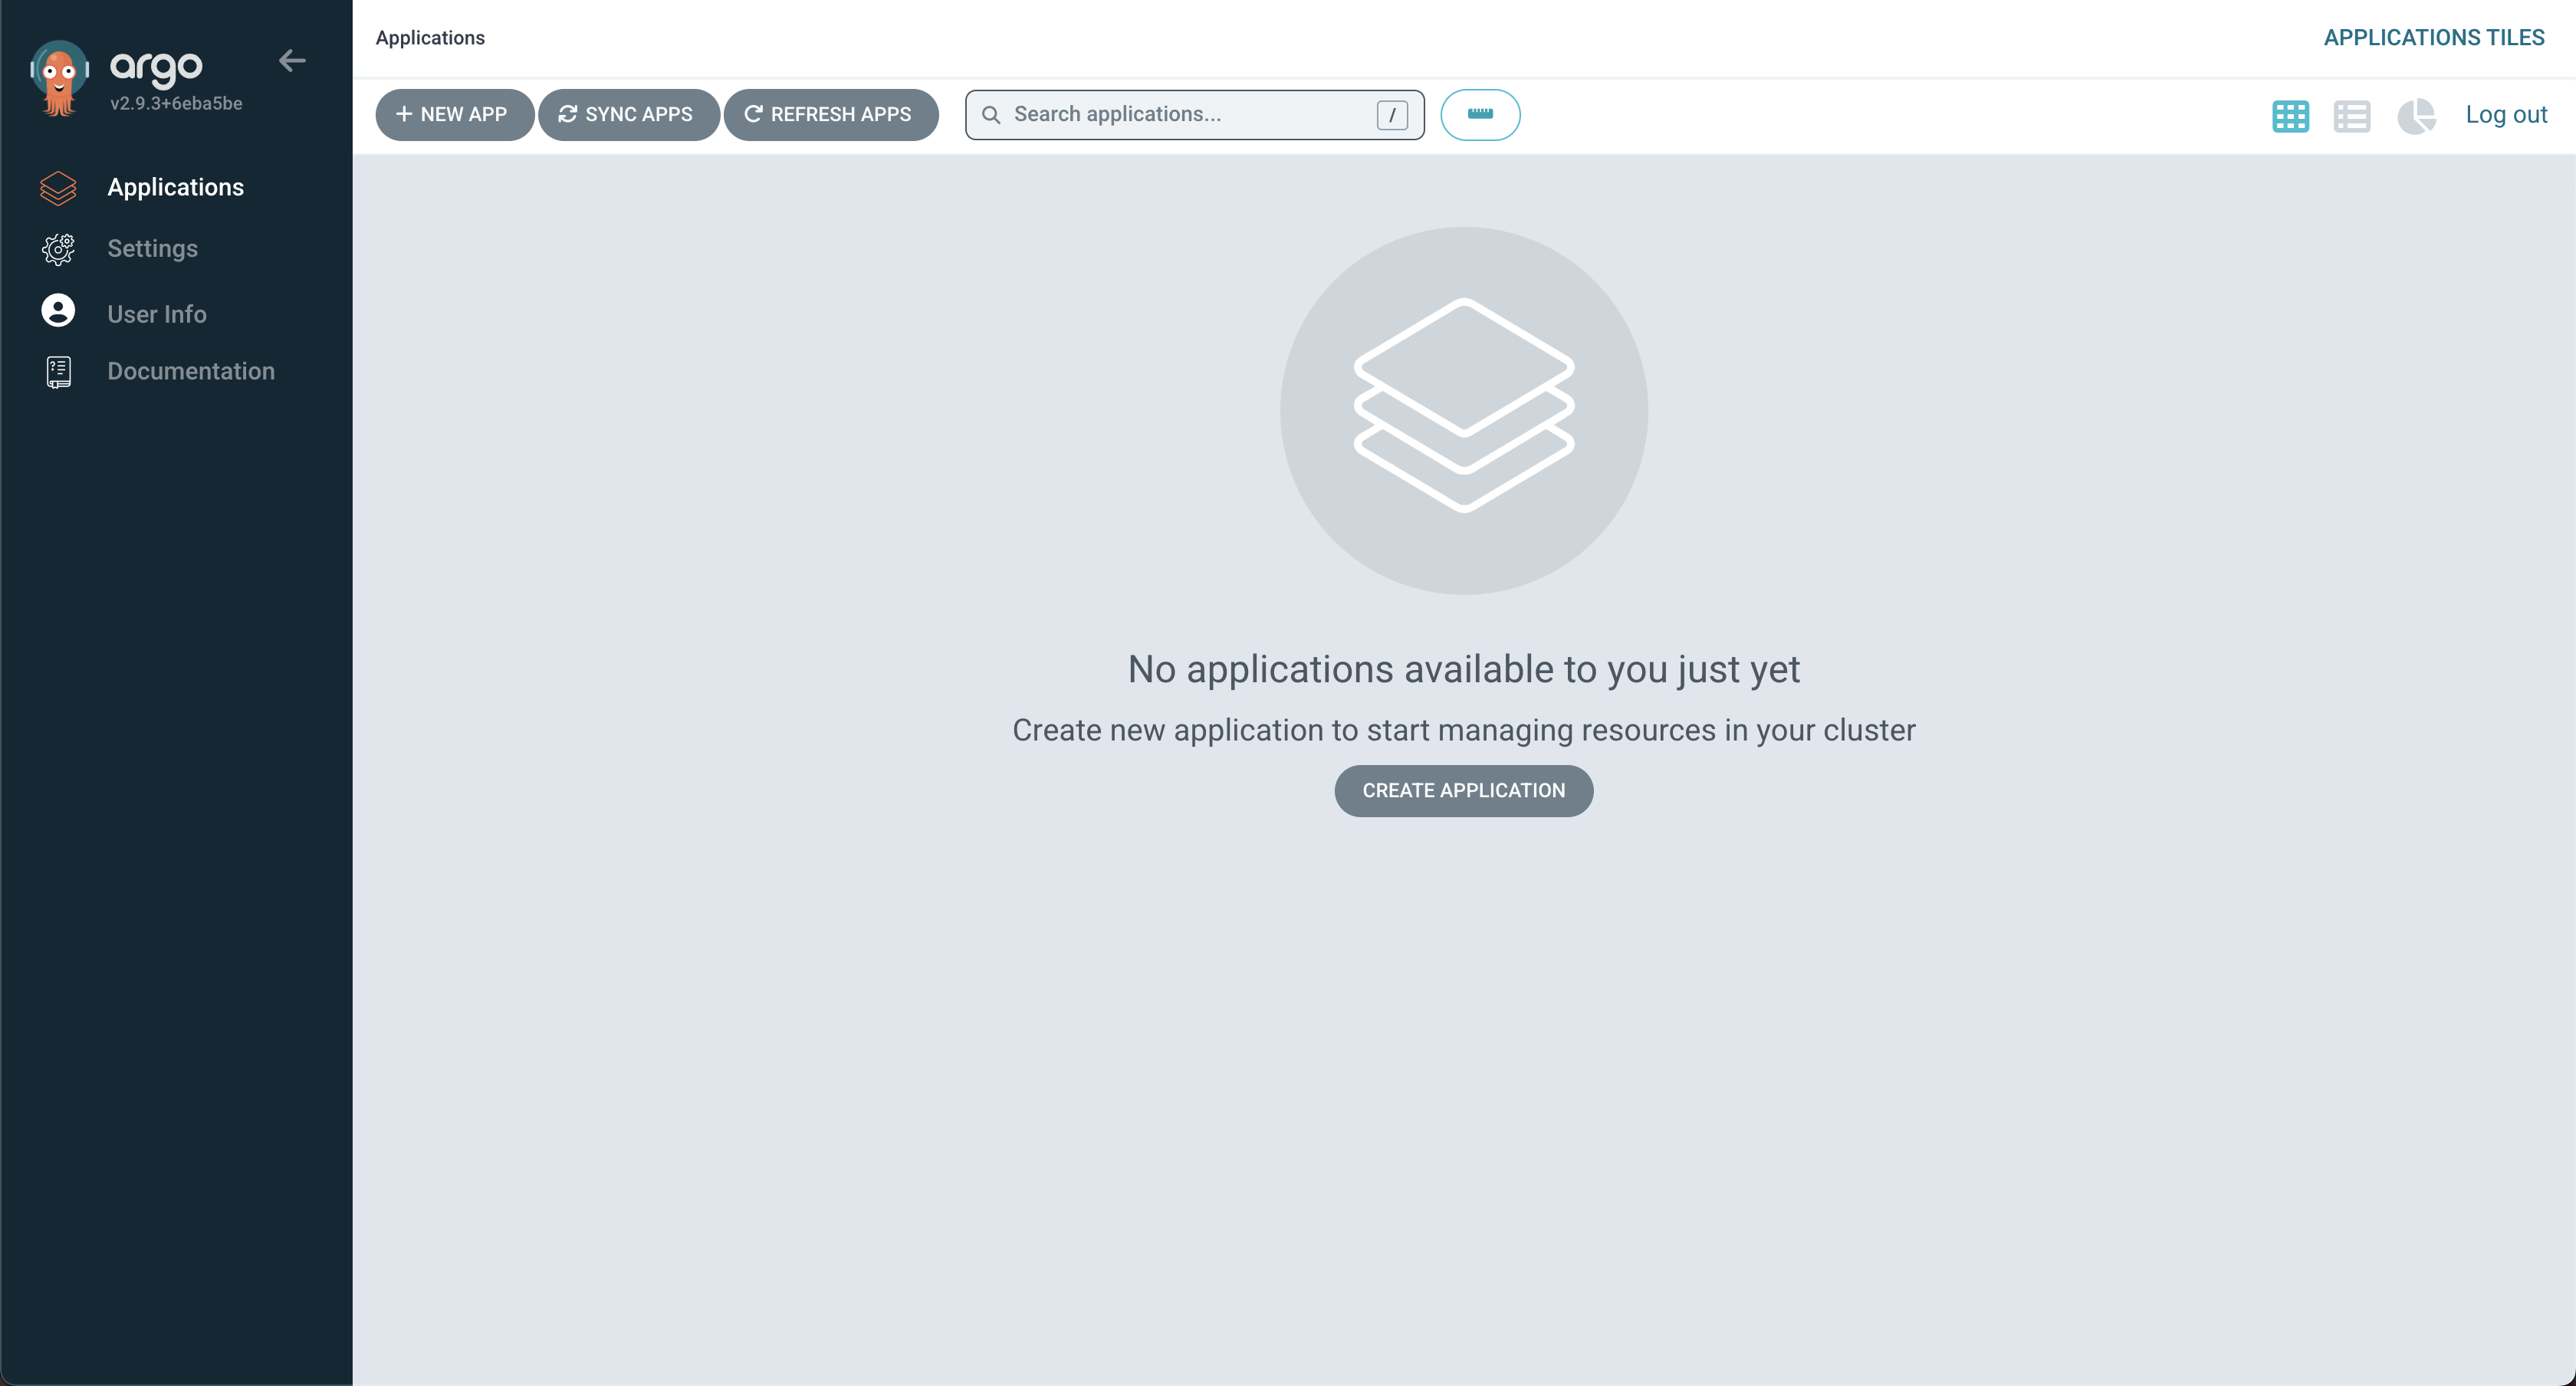 argo
v2.9.3+6eba5be
Applications
Settings
User Info
Documentation
Applications
APPLICATIONS TILES
+ NEW APP
SYNC APPS
REFRESH APPS
Search applications...
/
Log out
No applications available to you just yet
Create new application to start managing resources in your cluster
CREATE APPLICATION